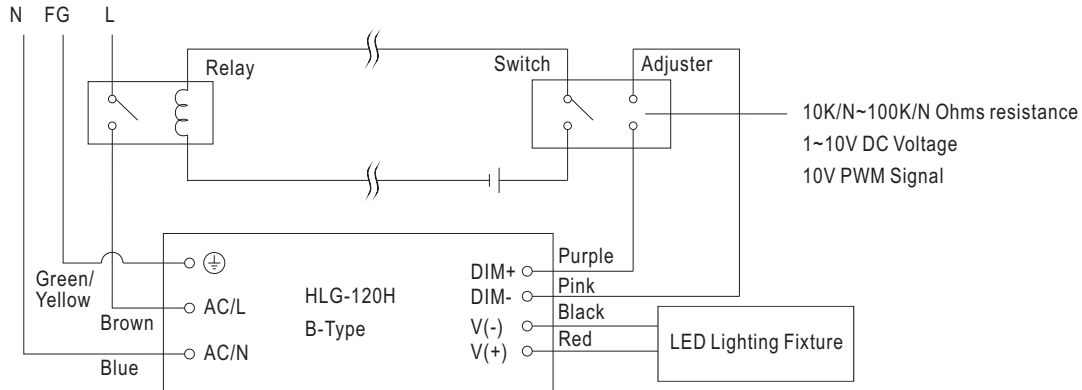 N FG L
Relay
Switch
Adjuster
10K/N~100K/N Ohms resistance
1~10V DC Voltage
10V PWM Signal
Green/
Yellow
Brown
Blue
AC/L
AC/N
HLG-120H
B-Type
DIM+
DIM-
V(-)
V(+)
Purple
Pink
Black
Red
LED Lighting Fixture